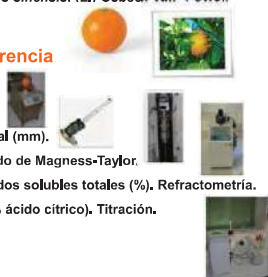 rencia
al (mm).
do de Magness-Taylor.
dos solubles totales (%). Refractometría.
ácido cítrico). Titración.